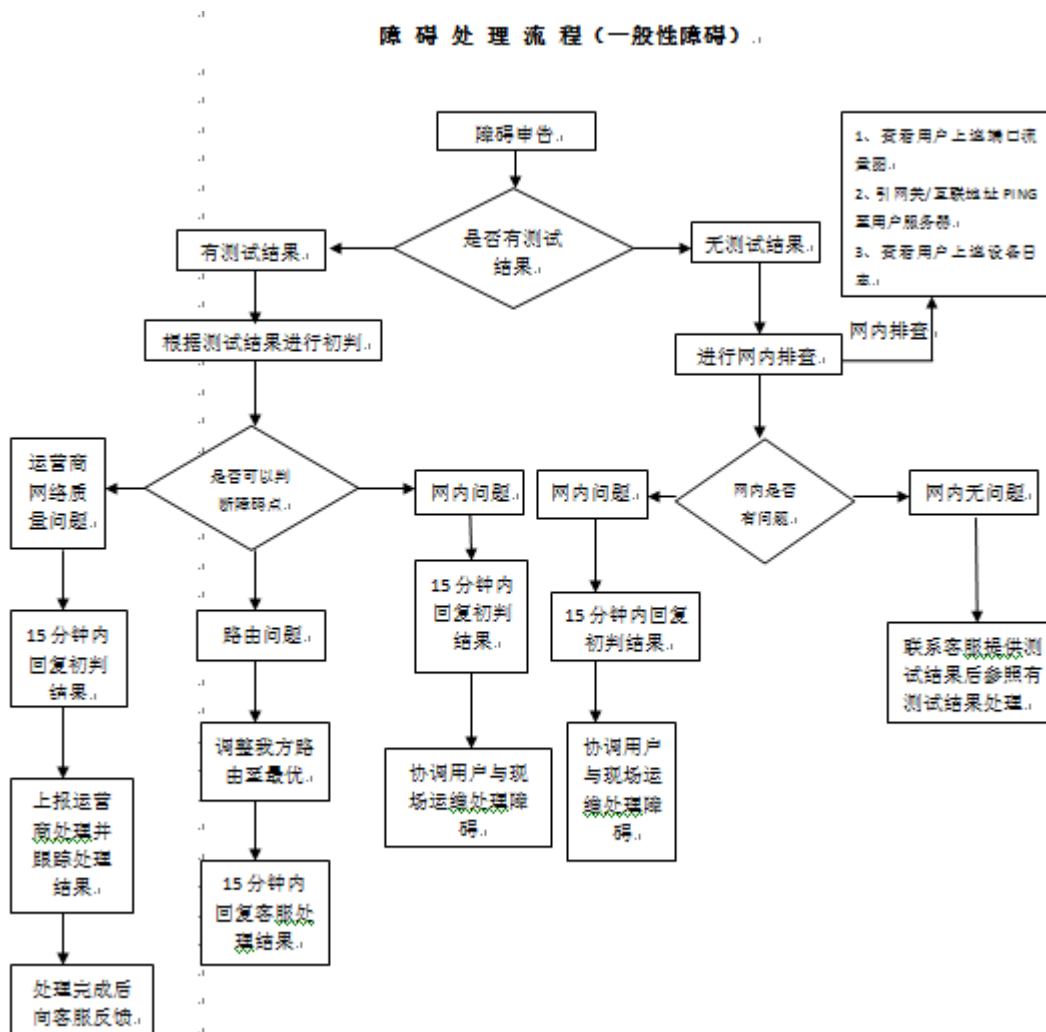 障 碍 处 理 流 程（一般性障碍）
障碍申告
1、查看用户上连端口流
量图
2、引网关/互联地址 PING
至用户服务器
3、查看用户上连设备日
志
是否有测试
结果
有测试结果
无测试结果
根据测试结果进行初判
进行网内排查
网内排查
运营商
网络质
量问题
是否可以判
断障碍点
网内问题
网内问题
网内是否
有问题
网内无问题
15分钟内
回复初判
结果
路由问题
15分钟内
回复初判
结果
15分钟内回复
初判结果
联系客服提供测
试结果后参照有
测试结果处理
上报运营
商处理并
跟踪处理
结果
调整我方路
由至最优
协调用户与现
场运维处理障
碍
协调用户
与现场运
维处理障
碍
15分钟内
回复客服处
理结果
处理完成后
向客服反馈